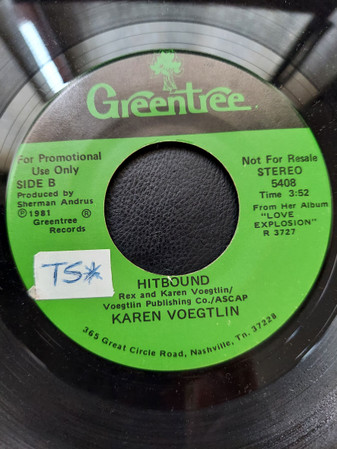 Greentree
For Promotional
Use Only
SIDE B
Produced by
Sherman Andrus
Ⓟ1981 ®
Greentree
Records
Not For Resale
STEREO
5408
Time 3:52
From Her Album
"LOVE
EXPLOSION"
R 3727
TS*
HITBOUND
Rex and Karen Voegtlin/
Voegtlin Publishing Co./ASCAP
KAREN VOEGTLIN
365 Great Circle Road, Nashville, Tn. 37228